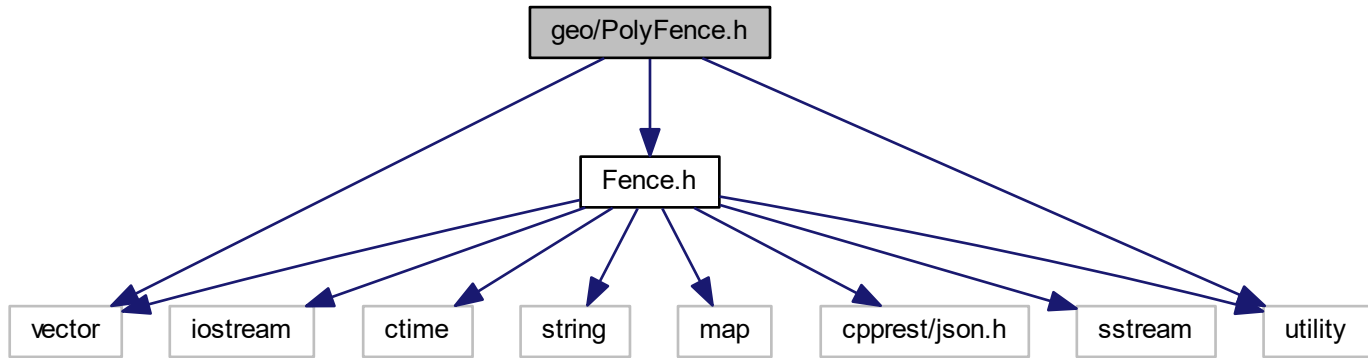 geo/PolyFence.h
Fence.h
vector
iostream
ctime
string
map
cpprest/json.h
sstream
utility